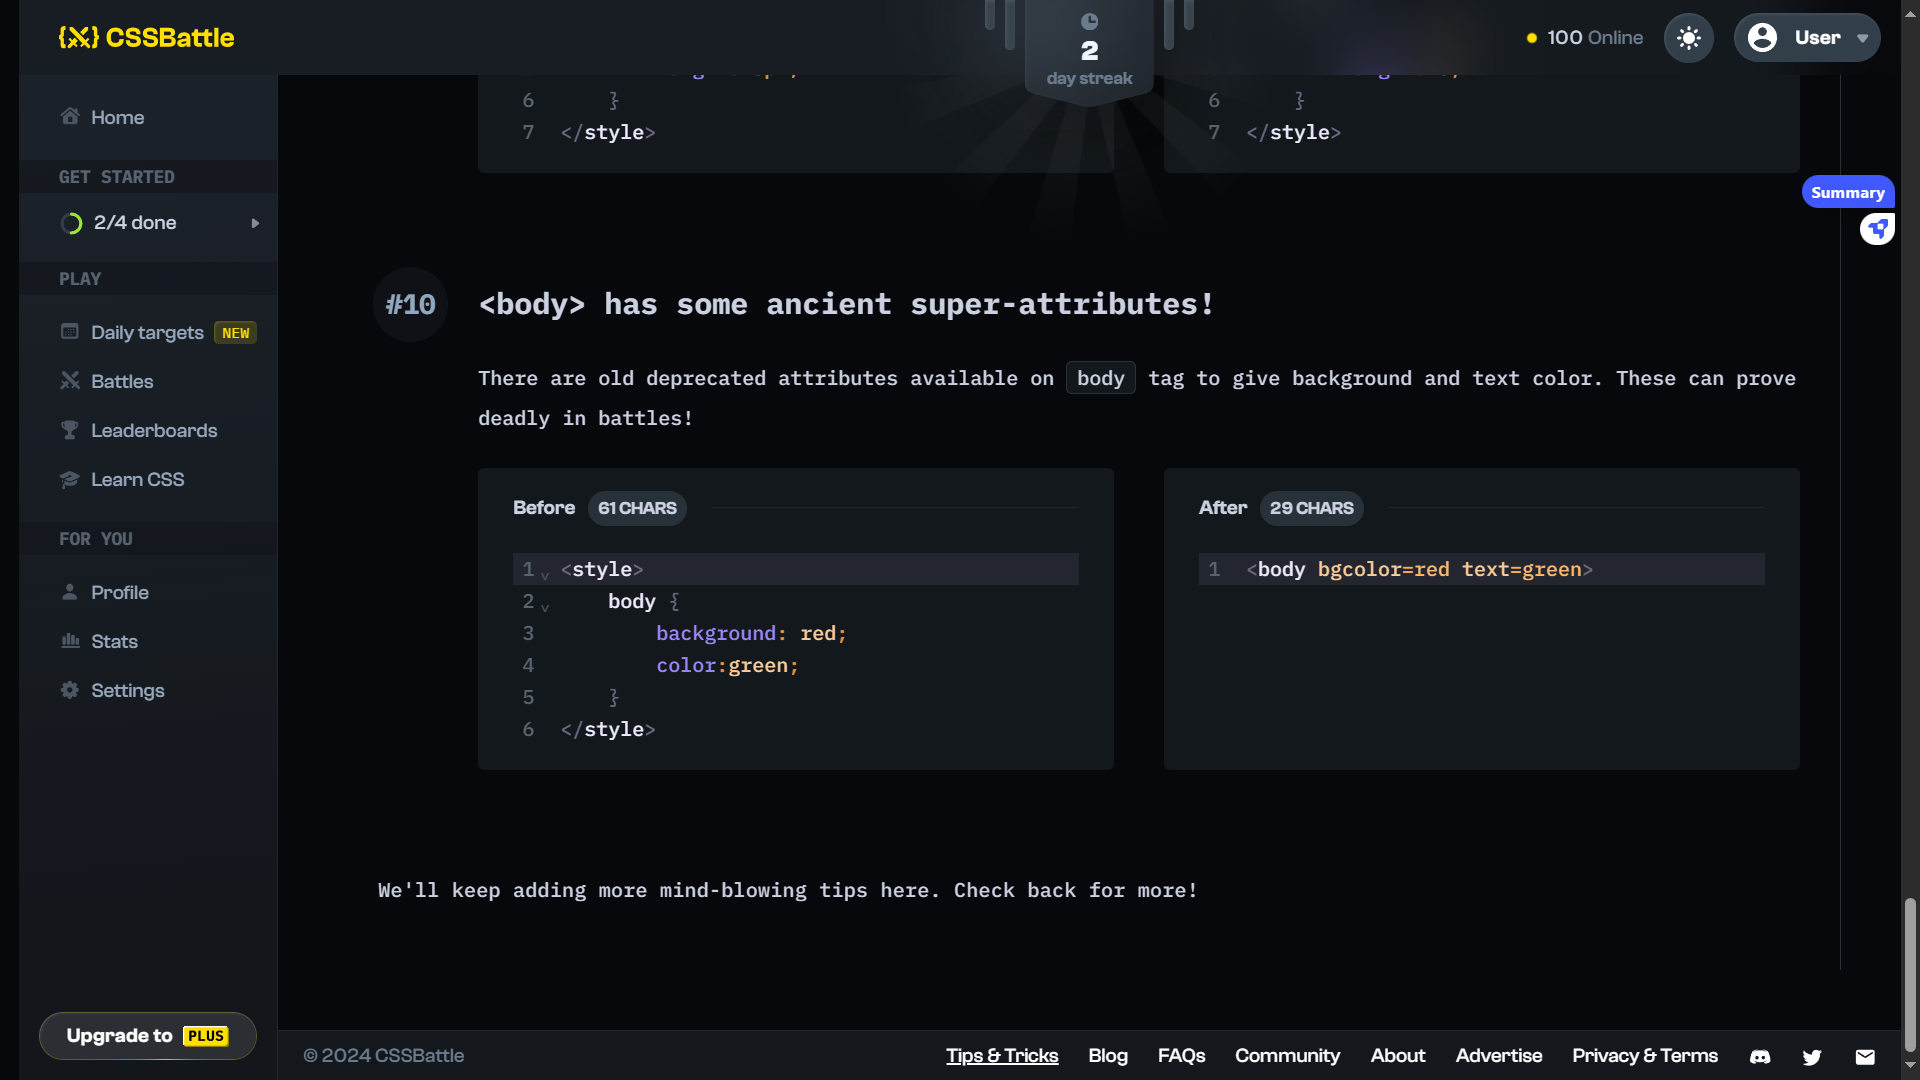 CSSBattle
2
day streak
100 Online
User
Home
GET STARTED
2/4 done
PLAY
Daily targets NEW
Battles
Leaderboards
Learn CSS
FOR YOU
Profile
Stats
Settings
Upgrade to PLUS
6 }
7 </style>
6 }
7 </style>
Summary
#10 <body> has some ancient super-attributes!
There are old deprecated attributes available on body tag to give background and text color. These can prove
deadly in battles!
Before 61 CHARS
1 <style>
2 body {
3 background: red;
4 color:green;
5 }
6 </style>
After 29 CHARS
1 <body bgcolor=red text=green>
We'll keep adding more mind-blowing tips here. Check back for more!
© 2024 CSSBattle
Tips & Tricks Blog FAQs Community About Advertise Privacy & Terms